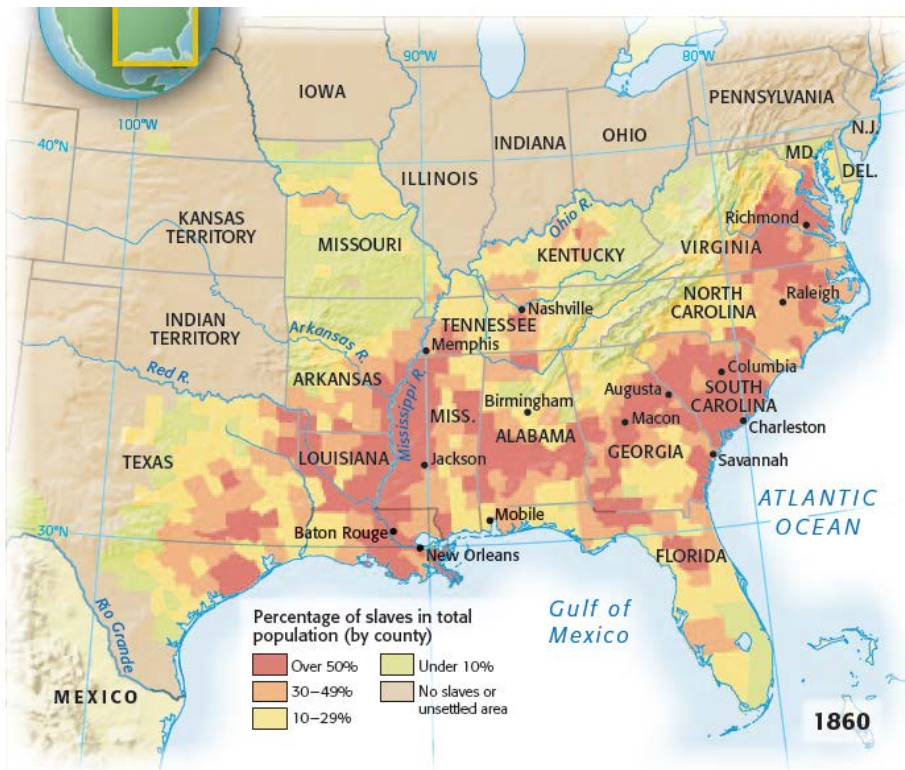 90°W
80°W
100°W
40°N
30°N
IOWA
PENNSYLVANIA
N.J.
OHIO
INDIANA
MD.
DEL.
ILLINOIS
KANSAS
TERRITORY
Ohio R.
Richmond
MISSOURI
KENTUCKY
VIRGINIA
NORTH
CAROLINA
Raleigh
Nashville
INDIAN
TERRITORY
TENNESSEE
Arkansas R.
Memphis
Red R.
Columbia
ARKANSAS
Mississippi R.
Augusta
SOUTH
CAROLINA
Birmingham
MISS.
Macon
Charleston
ALABAMA
GEORGIA
TEXAS
LOUISIANA
Jackson
Savannah
ATLANTIC
OCEAN
Mobile
Baton Rouge
New Orleans
FLORIDA
Rio Grande
Gulf of
Mexico
MEXICO
Percentage of slaves in total
population (by county)
Over 50%
30–49%
10–29%
Under 10%
No slaves or
unsettled area
1860